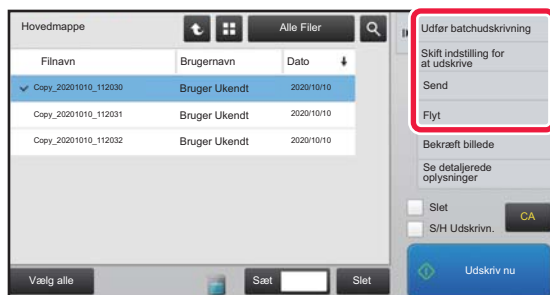 Hovedmappe
Alle Filer
Filnavn Brugernavn Dato
Copy_20201010_112030 Bruger Ukendt 2020/10/10
Copy_20201010_112031 Bruger Ukendt 2020/10/10
Copy_20201010_112032 Bruger Ukendt 2020/10/10
Vælg alle
Sæt
Slet
Udfør batchudskrivning
Skift indstilling for
at udskrive
Send
Flyt
Bekræft billede
Se detaljerede
oplysninger
Slet
S/H Udskrivn.
CA
Udskriv nu